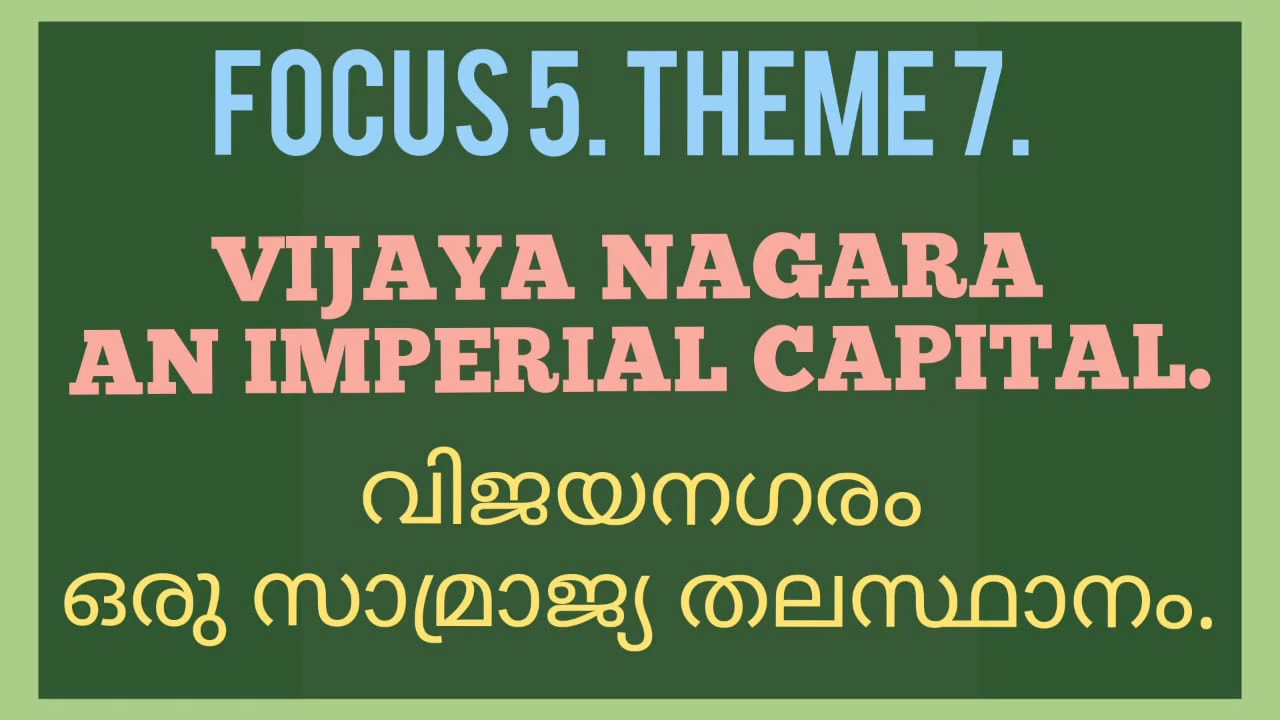 FOCUS 5. THEME 7.
VIJAYA NAGARA
AN IMPERIAL CAPITAL.
വിജയനഗരം
ഒരു സാമ്രാജ്യ തലസ്ഥാനം.